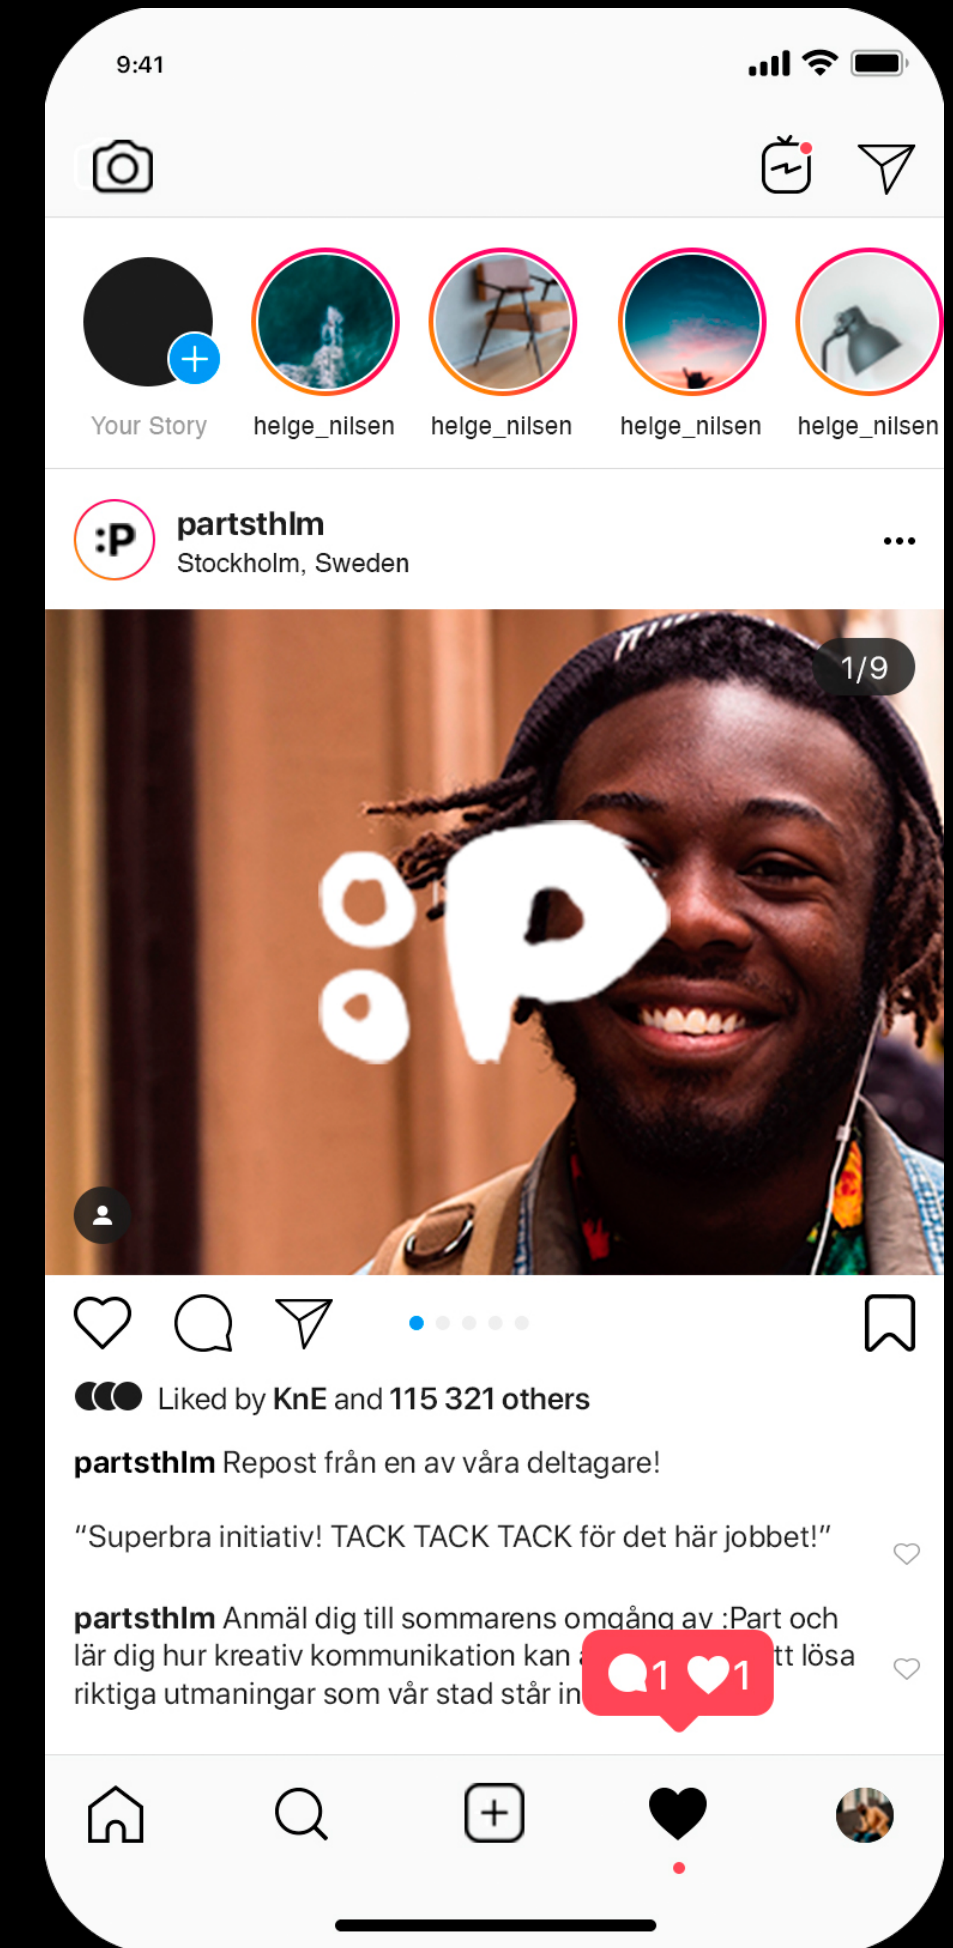 9:41
Your Story
helge_nilsen
helge_nilsen
helge_nilsen
helge_nilsen
:P
partsthlm
Stockholm, Sweden
1/9
:P
Liked by KnE and 115 321 others
partsthlm Repost från en av våra deltagare!
“Superbra initiativ! TACK TACK TACK för det här jobbet!”
partsthlm Anmäl dig till sommarens omgång av :Part och
lär dig hur kreativ kommunikation kan tt lösa
riktiga utmaningar som vår stad står in
1 1